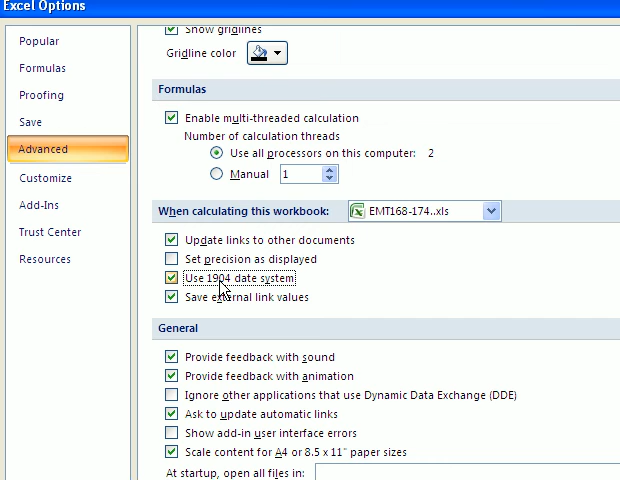 Excel Options
Popular
Formulas
Proofing
Save
Advanced
Customize
Add-Ins
Trust Center
Resources
Show gridlines
Gridline color
Formulas
Enable multi-threaded calculation
Number of calculation threads
Use all processors on this computer: 2
Manual 1
When calculating this workbook: EMT168-174..xls
Update links to other documents
Set precision as displayed
Use 1904 date system
Save external link values
General
Provide feedback with sound
Provide feedback with animation
Ignore other applications that use Dynamic Data Exchange (DDE)
Ask to update automatic links
Show add-in user interface errors
Scale content for A4 or 8.5 x 11" paper sizes
At startup, open all files in: